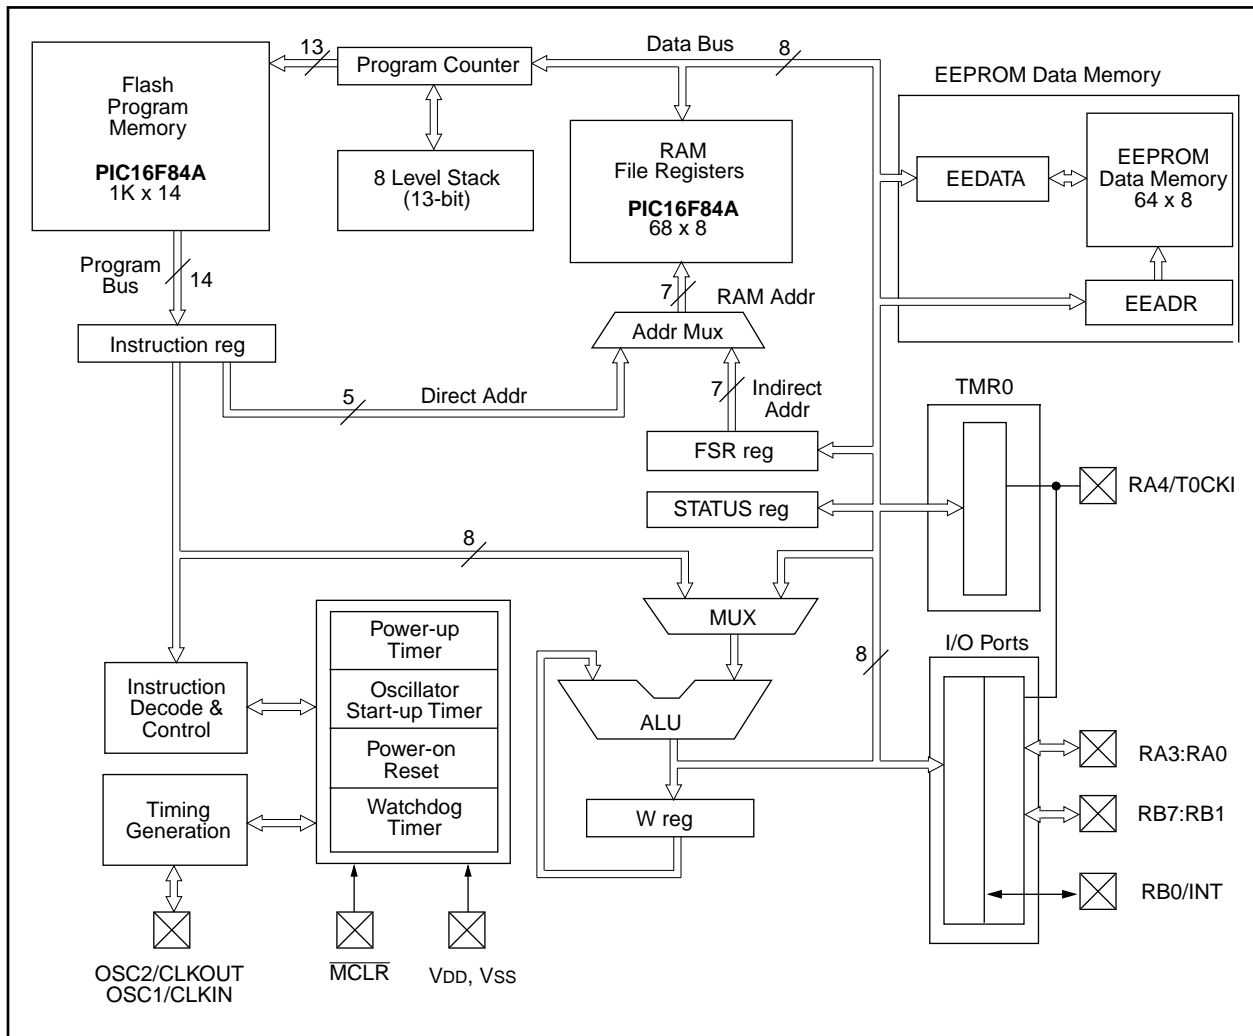 Flash
Program
Memory
PIC16F84A
1K x 14
13
Program Counter
8 Level Stack
(13-bit)
Data Bus
8
RAM
File Registers
PIC16F84A
68 x 8
EEPROM Data Memory
EEDATA
EEPROM
Data Memory
64 x 8
EEADR
Program
Bus
14
Instruction reg
7
RAM Addr
Addr Mux
5
Direct Addr
7
Indirect
Addr
FSR reg
STATUS reg
TMR0
RA4/T0CKI
8
MUX
8
ALU
W reg
Power-up
Timer
Oscillator
Start-up Timer
Power-on
Reset
Watchdog
Timer
Instruction
Decode &
Control
Timing
Generation
OSC2/CLKOUT
OSC1/CLKIN
MCLR
VDD, VSS
I/O Ports
RA3:RA0
RB7:RB1
RB0/INT